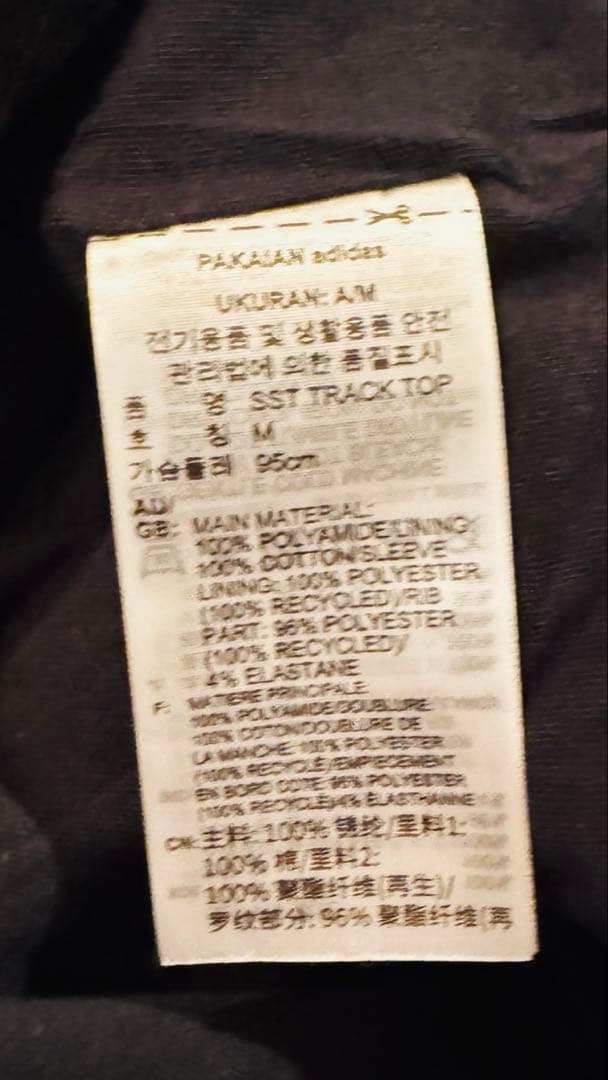 PAKAIAN adidas
UKURAN: A/M
전기용품 및 생활용품 안전
관리법에 의한 품질표시
품 명 SST TRACK TOP
호 칭 M
가슴둘레 95cm
AD/
GB: MAIN MATERIAL:
100% POLYAMIDE/LINING:
100% COTTON/SLEEVE
LINING: 100% POLYESTER
(100% RECYCLED)/RIB
PART: 96% POLYESTER
(100% RECYCLED)/
4% ELASTANE
F: MATIERE PRINCIPALE:
100% POLYAMIDE/DOUBLURE:
100% COTON/DOUBLURE DE
LA MANCHE: 100% POLYESTER
(100% RECYCLÉ)/EMPIECEMENT
EN BORD COTE: 96% POLYESTER
(100% RECYCLÉ)/4% ÉLASTHANNE
CN: 主料: 100% 锦纶/里料1:
100% 棉/里料2:
100% 聚酯纤维(再生)/
罗纹部分: 96% 聚酯纤维(再